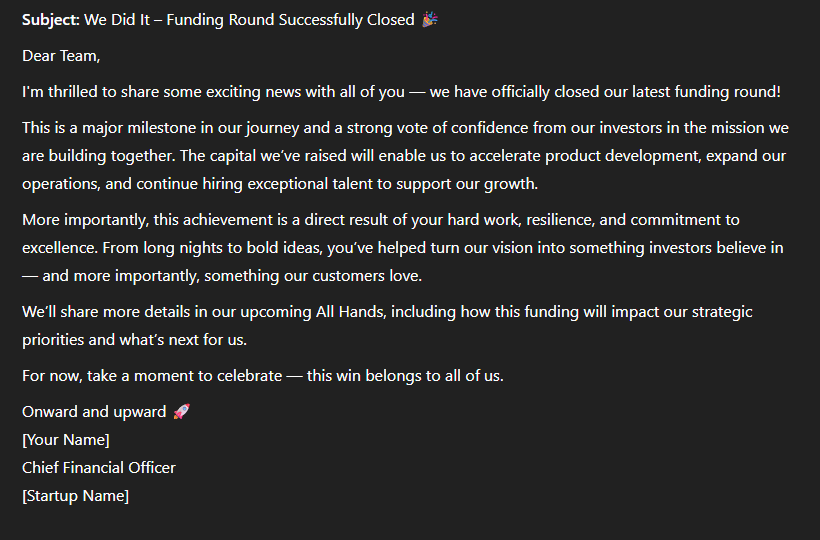 Subject: We Did It – Funding Round Successfully Closed 🎉
Dear Team,
I'm thrilled to share some exciting news with all of you — we have officially closed our latest funding round!
This is a major milestone in our journey and a strong vote of confidence from our investors in the mission we
are building together. The capital we’ve raised will enable us to accelerate product development, expand our
operations, and continue hiring exceptional talent to support our growth.
More importantly, this achievement is a direct result of your hard work, resilience, and commitment to
excellence. From long nights to bold ideas, you’ve helped turn our vision into something investors believe in
— and more importantly, something our customers love.
We’ll share more details in our upcoming All Hands, including how this funding will impact our strategic
priorities and what’s next for us.
For now, take a moment to celebrate — this win belongs to all of us.
Onward and upward 🚀
[Your Name]
Chief Financial Officer
[Startup Name]